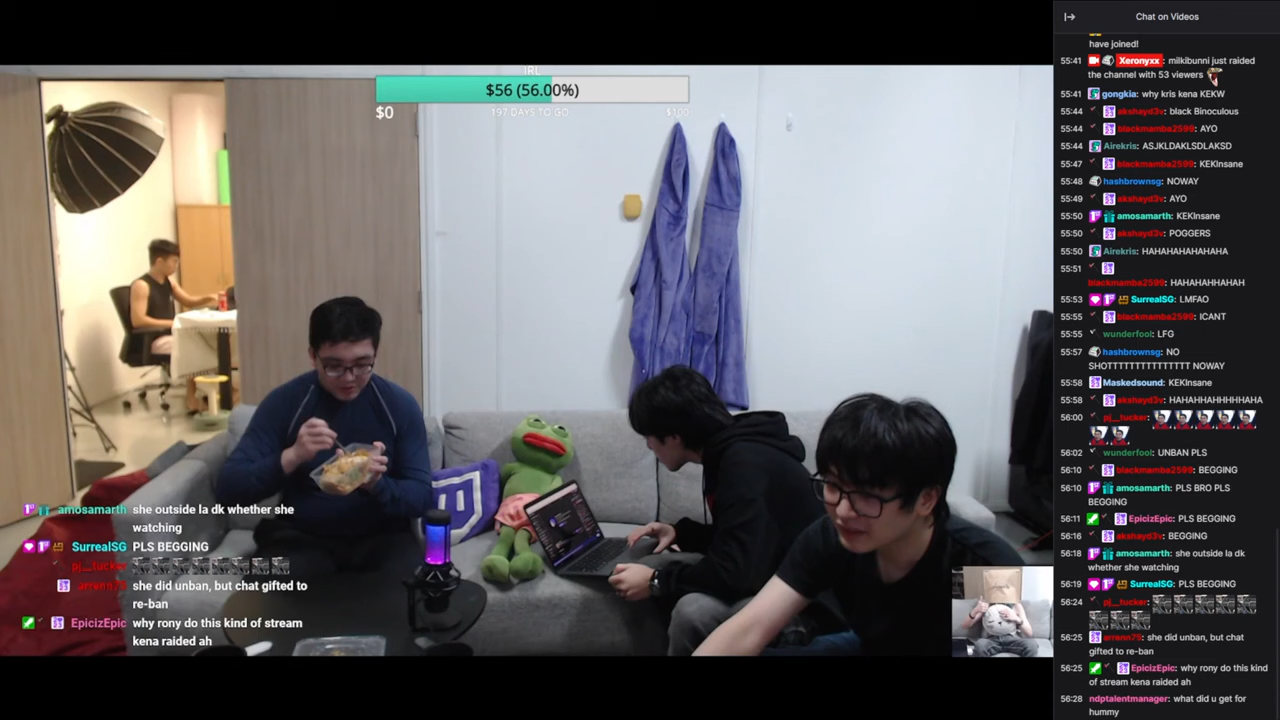 IRL
$56 (56.00%)
$0
197 DAYS TO GO
$100
amosamarth she outside la dk whether she
watching
SurrealSG PLS BEGGING
pj__tucker
arrenn75 she did unban, but chat gifted to
re-ban
EpicizEpic why rony do this kind of stream
kena raided ah
Chat on Videos
have joined!
55:41 Xeronyxx: milkibunni just raided
the channel with 53 viewers
55:41 gongkia: why kris kena KEKW
55:44 akshayd3v: black Binoculous
55:44 blackmamba2599: AYO
55:44 Airekris: ASJKLDAKLSDLAKSD
55:47 blackmamba2599: KEKInsane
55:48 hashbrownsg: NOWAY
55:49 akshayd3v: AYO
55:50 amosamarth: KEKInsane
55:50 akshayd3v: POGGERS
55:50 Airekris: HAHAHAHAHAHA
55:51
blackmamba2599: HAHAHAHHAHAH
55:53 SurrealSG: LMFAO
55:55 blackmamba2599: ICANT
55:55 wunderfool: LFG
55:57 hashbrownsg: NO
SHOTTTTTTTTTTTTTTT NOWAY
55:58 Maskedsound: KEKInsane
55:58 akshayd3v: HAHAHHAHHHHHAHA
56:00 pj__tucker:
56:02 wunderfool: UNBAN PLS
56:10 blackmamba2599: BEGGING
56:10 amosamarth: PLS BRO PLS
BEGGING
56:11 EpicizEpic: PLS BEGGING
56:16 akshayd3v: BEGGING
56:18 amosamarth: she outside la dk
whether she watching
56:19 SurrealSG: PLS BEGGING
56:24 pj__tucker:
56:25 arrenn75: she did unban, but chat
gifted to re-ban
56:25 EpicizEpic: why rony do this kind
of stream kena raided ah
56:28 ndptalentmanager: what did u get for
hummy